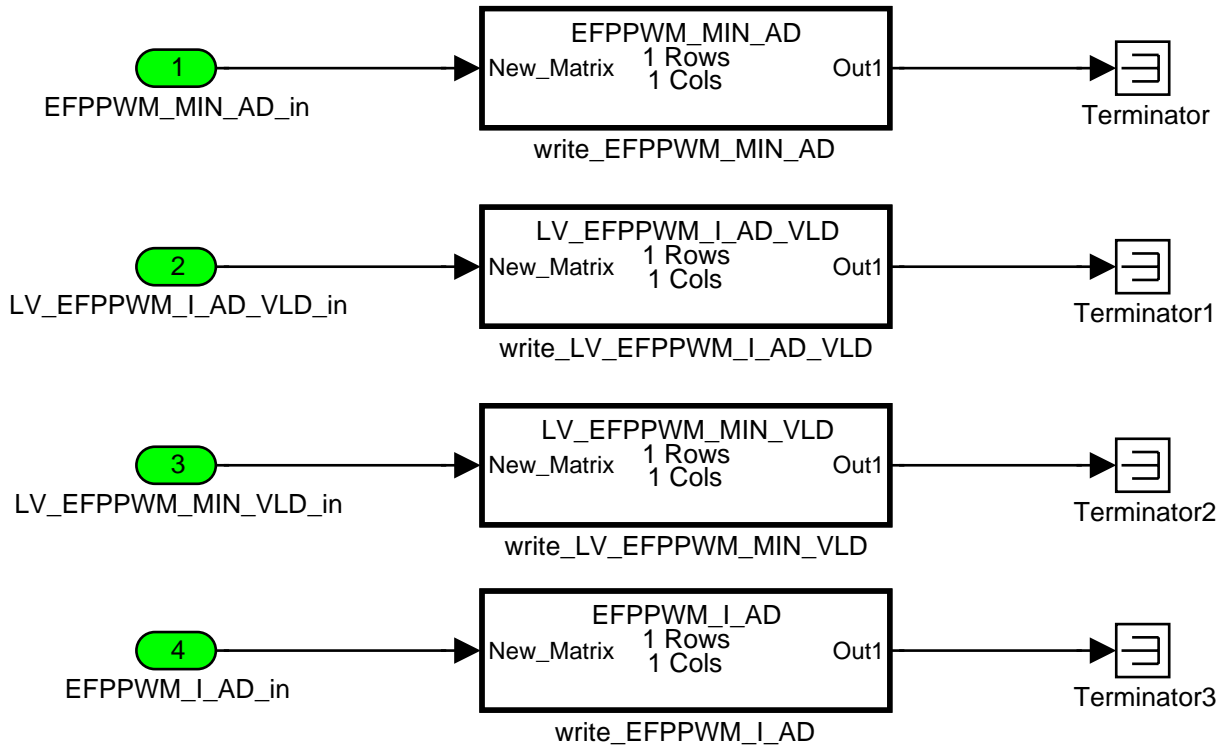 EFPPWM_MIN_AD
1
New_Matrix 1 Rows Out1
1 Cols
EFPPWM_MIN_AD_in
Terminator
write_EFPPWM_MIN_AD
LV_EFPPWM_I_AD_VLD
2
New_Matrix 1 Rows Out1
1 Cols
LV_EFPPWM_I_AD_VLD_in
Terminator1
write_LV_EFPPWM_I_AD_VLD
LV_EFPPWM_MIN_VLD
3
New_Matrix 1 Rows Out1
1 Cols
LV_EFPPWM_MIN_VLD_in
Terminator2
write_LV_EFPPWM_MIN_VLD
EFPPWM_I_AD
4
New_Matrix 1 Rows Out1
1 Cols
EFPPWM_I_AD_in
Terminator3
write_EFPPWM_I_AD